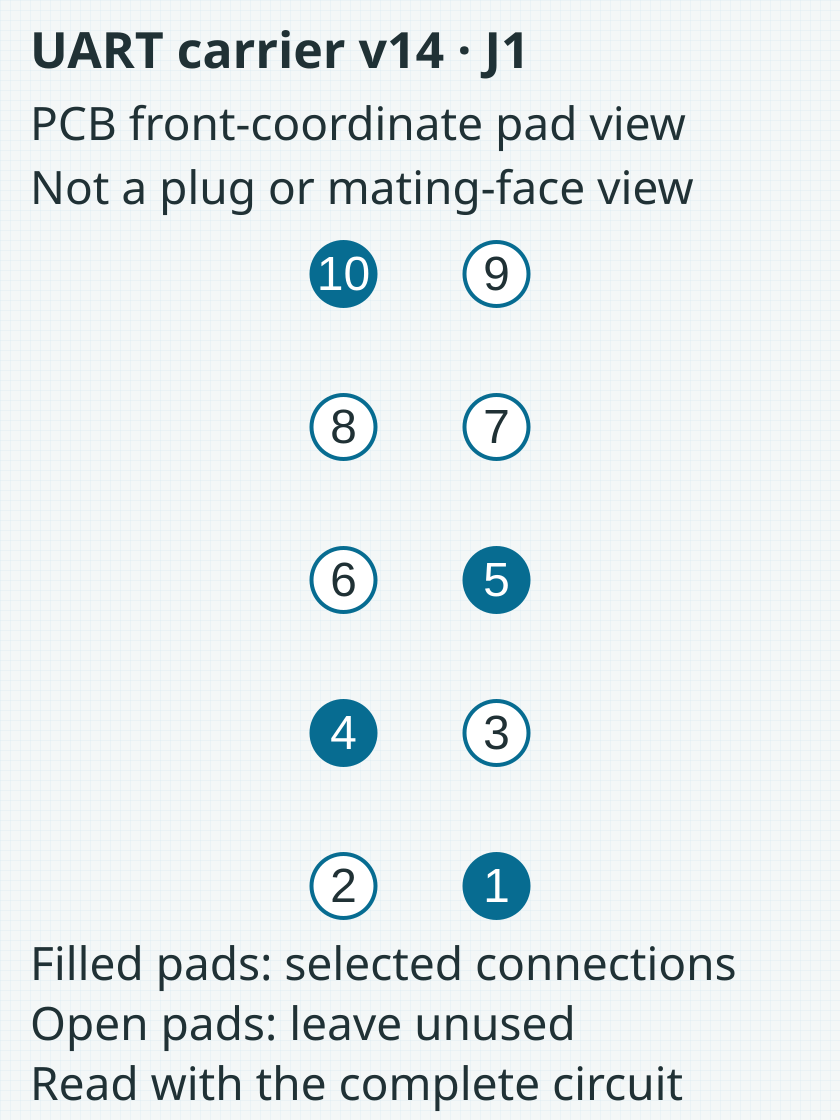 UART carrier v14 · J1
PCB front-coordinate pad view
Not a plug or mating-face view
10 9
8 7
6 5
4 3
2 1
Filled pads: selected connections
Open pads: leave unused
Read with the complete circuit